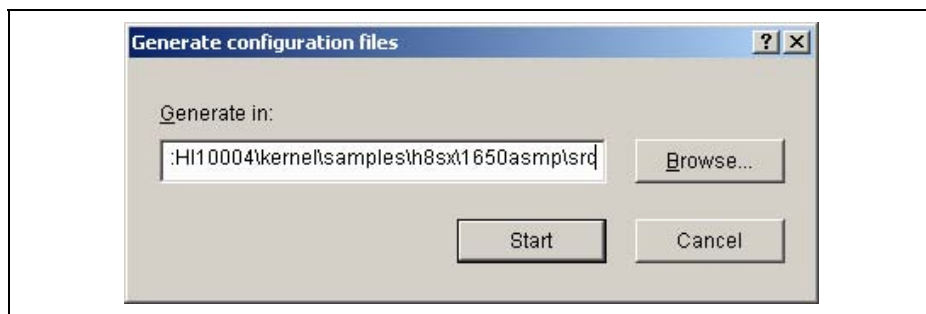 Generate configuration files
Generate in:
:HI10004\kernel\samples\h8sx\1650asmp\src
Browse...
Start
Cancel